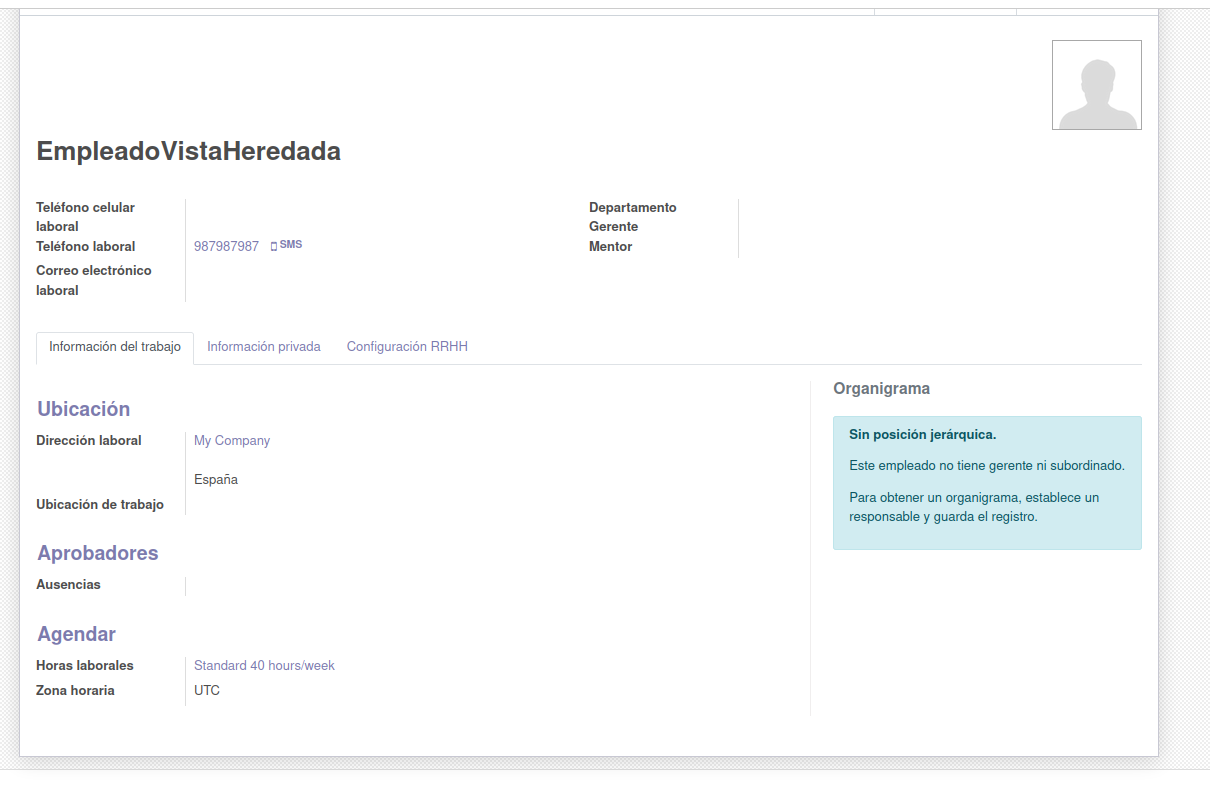 EmpleadoVistaHeredada
Teléfono celular
laboral
Teléfono laboral 987987987 SMS
Correo electrónico
laboral
Departamento
Gerente
Mentor
Información del trabajo Información privada Configuración RRHH
Ubicación
Dirección laboral My Company
España
Ubicación de trabajo
Aprobadores
Ausencias
Agendar
Horas laborales Standard 40 hours/week
Zona horaria UTC
Organigrama
Sin posición jerárquica.
Este empleado no tiene gerente ni subordinado.
Para obtener un organigrama, establece un
responsable y guarda el registro.